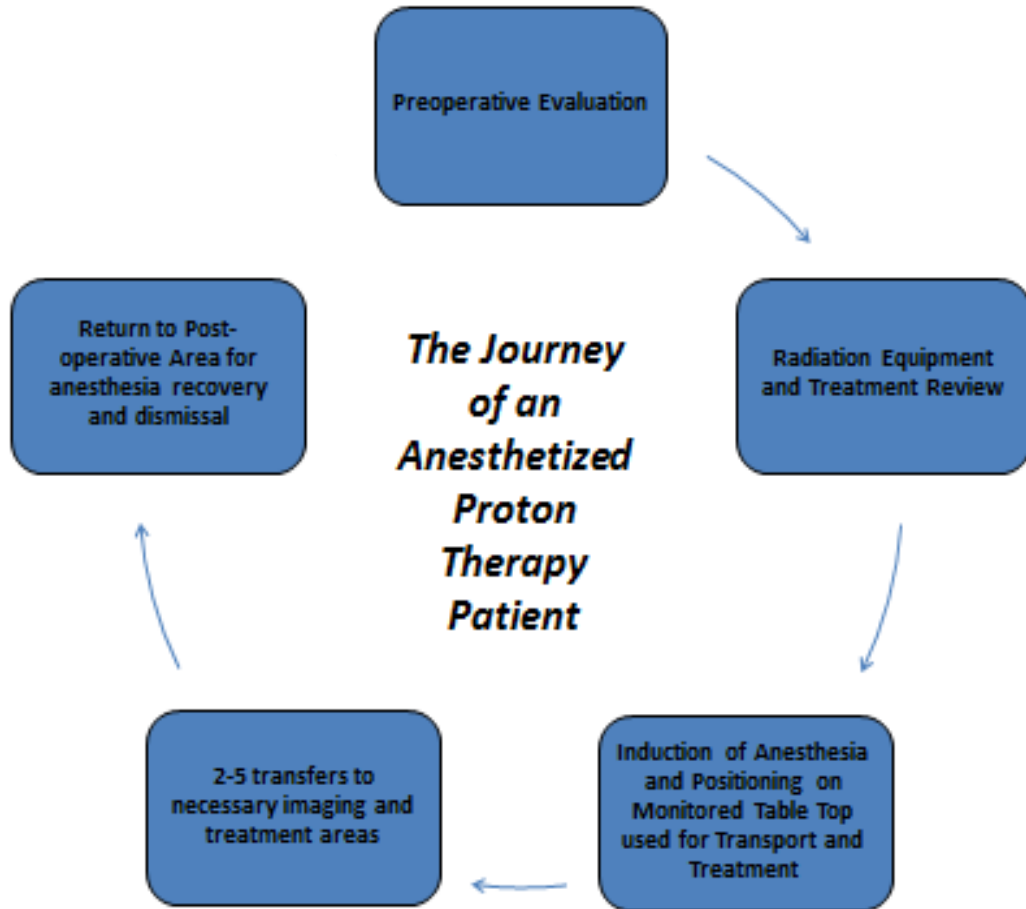 Preoperative Evaluation
Radiation Equipment
and Treatment Review
Induction of Anesthesia
and Positioning on
Monitored Table Top
used for Transport and
Treatment
2-5 transfers to
necessary imaging and
treatment areas
Return to Post-
operative Area for
anesthesia recovery
and dismissal
The Journey
of an
Anesthetized
Proton
Therapy
Patient